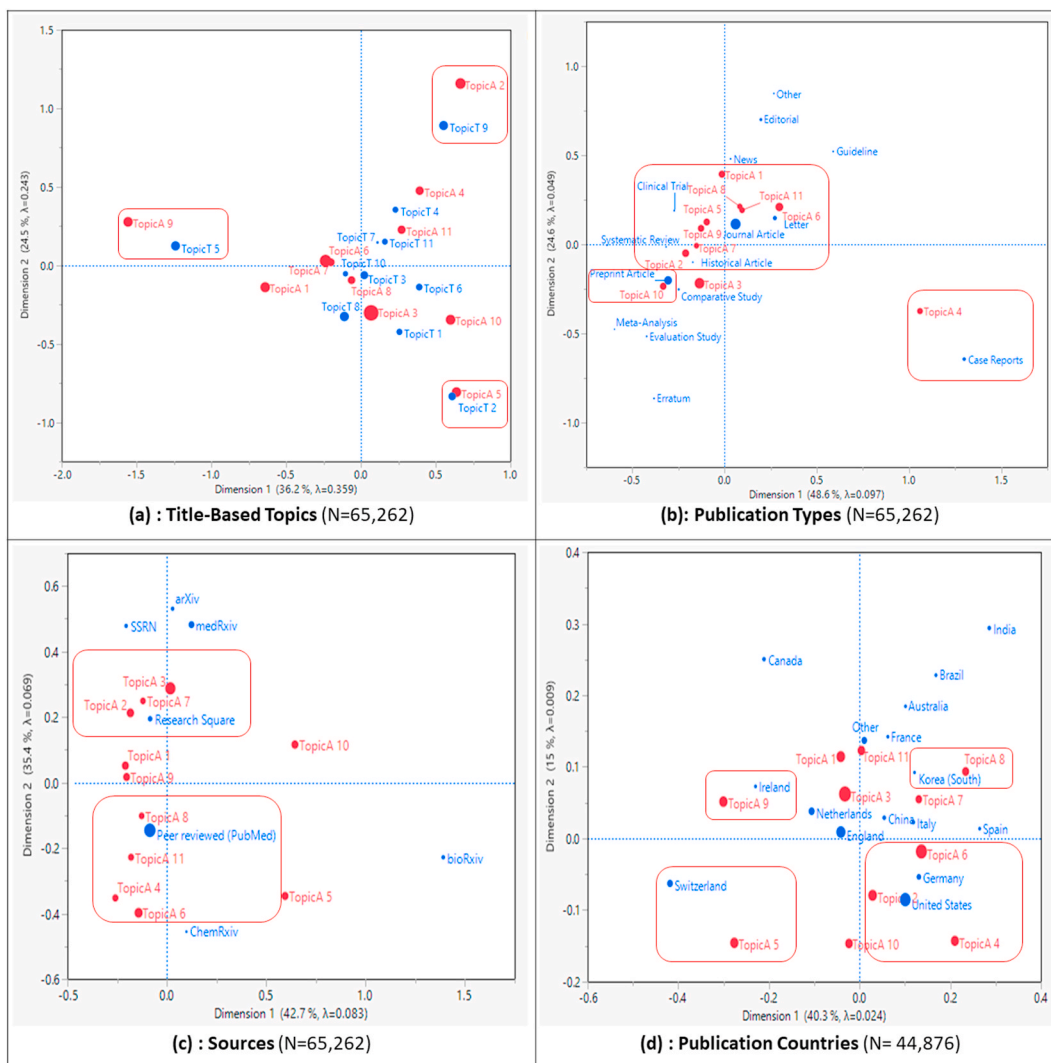 1.5
1.0
0.5
0.0
-0.5
-1.0
Dimension 2 (24.5 %, λ=0.243)
TopicA 2
TopicT 9
TopicA 4
TopicT 4
TopicA 9
TopicT 5
TopicA 11
TopicT 7
TopicT 11
TopicA 6
TopicA 7
TopicT 10
TopicT 3
TopicA 1
TopicA 8
TopicT 6
TopicT 8
TopicA 3
TopicA 10
TopicT 1
TopicA 5
TopicT 2
-2.0 -1.5 -1.0 -0.5 0.0 0.5 1.0
Dimension 1 (36.2 %, λ=0.359)
(a) : Title-Based Topics (N=65,262)
1.0
0.5
0.0
-0.5
-1.0
Dimension 2 (24.6 %, λ=0.049)
Other
Editorial
Guideline
News
TopicA 1
Clinical Trial
TopicA 8
TopicA 11
TopicA 5
TopicA 6
Letter
TopicA 9
Journal Article
Systematic Review
TopicA 7
TopicA 2
Historical Article
Preprint Article
TopicA 3
TopicA 10
Comparative Study
Meta-Analysis
Evaluation Study
TopicA 4
Case Reports
Erratum
-1.0 -0.5 0.0 0.5 1.0 1.5
Dimension 1 (48.6 %, λ=0.097)
(b): Publication Types (N=65,262)
0.6
0.4
0.2
0.0
-0.2
-0.4
-0.6
Dimension 2 (35.4 %, λ=0.069)
arXiv
SSRN
medRxiv
TopicA 3
TopicA 7
TopicA 2
Research Square
TopicA 10
TopicA 1
TopicA 9
TopicA 8
Peer reviewed (PubMed)
TopicA 11
bioRxiv
TopicA 4
TopicA 5
TopicA 6
ChemRxiv
-0.5 0.0 0.5 1.0 1.5
Dimension 1 (42.7 %, λ=0.083)
(c) : Sources (N=65,262)
0.4
0.3
0.2
0.1
0.0
-0.1
-0.2
Dimension 2 (15 %, λ=0.009)
India
Canada
Brazil
Australia
Other
France
TopicA 1
TopicA 11
TopicA 8
Korea (South)
Ireland
TopicA 9
TopicA 3
TopicA 7
Netherlands
China
Italy
England
Spain
TopicA 6
Switzerland
Germany
TopicA 2
United States
TopicA 5
TopicA 10
TopicA 4
-0.6 -0.4 -0.2 0.0 0.2 0.4
Dimension 1 (40.3 %, λ=0.024)
(d) : Publication Countries (N= 44,876)